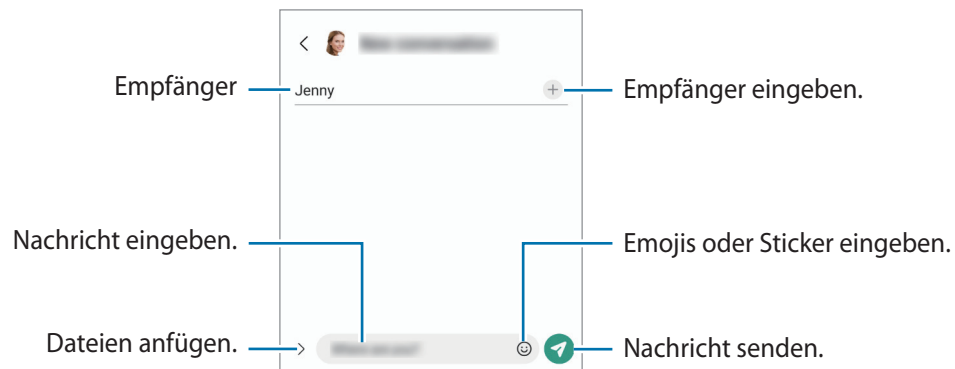 Empfänger
Jenny
Empfänger eingeben.
Nachricht eingeben.
Emojis oder Sticker eingeben.
Dateien anfügen.
Nachricht senden.